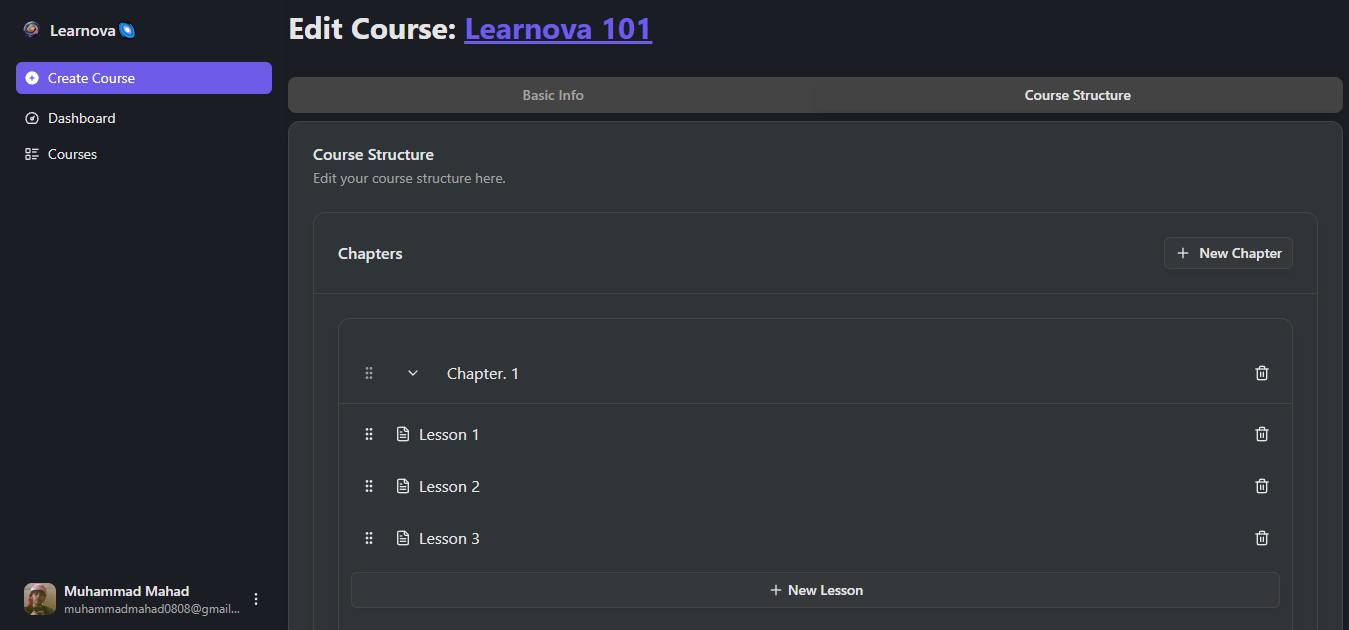 Learnova
Create Course
Dashboard
Courses
Muhammad Mahad
muhammadmahad0808@gmail...
Edit Course: Learnova 101
Basic Info
Course Structure
Course Structure
Edit your course structure here.
Chapters
New Chapter
Chapter. 1
Lesson 1
Lesson 2
Lesson 3
New Lesson